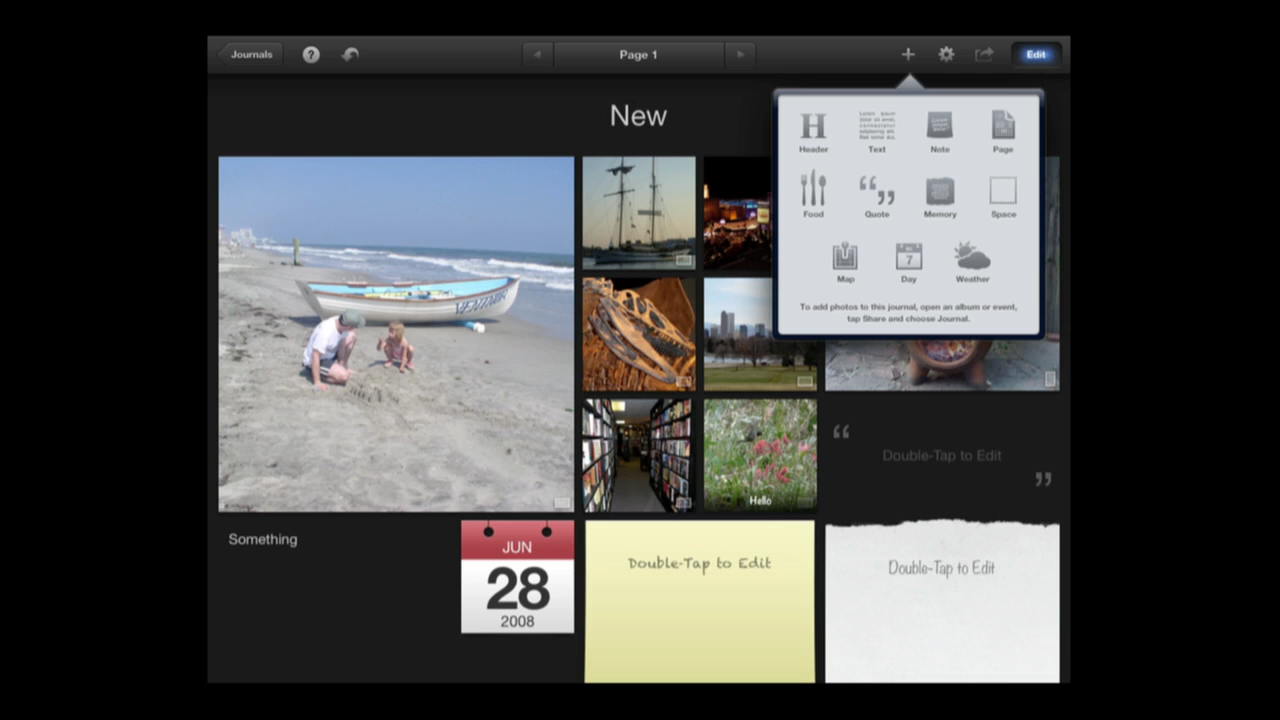 Journals
?
Page 1
Edit
New
H
Header
Text
Note
Page
Food
Quote
Memory
Space
7
Map
Day
Weather
To add photos to this journal, open an album or event,
tap Share and choose Journal.
“
Double-Tap to Edit
”
Hello
Something
JUN
28
2008
Double-Tap to Edit
Double-Tap to Edit